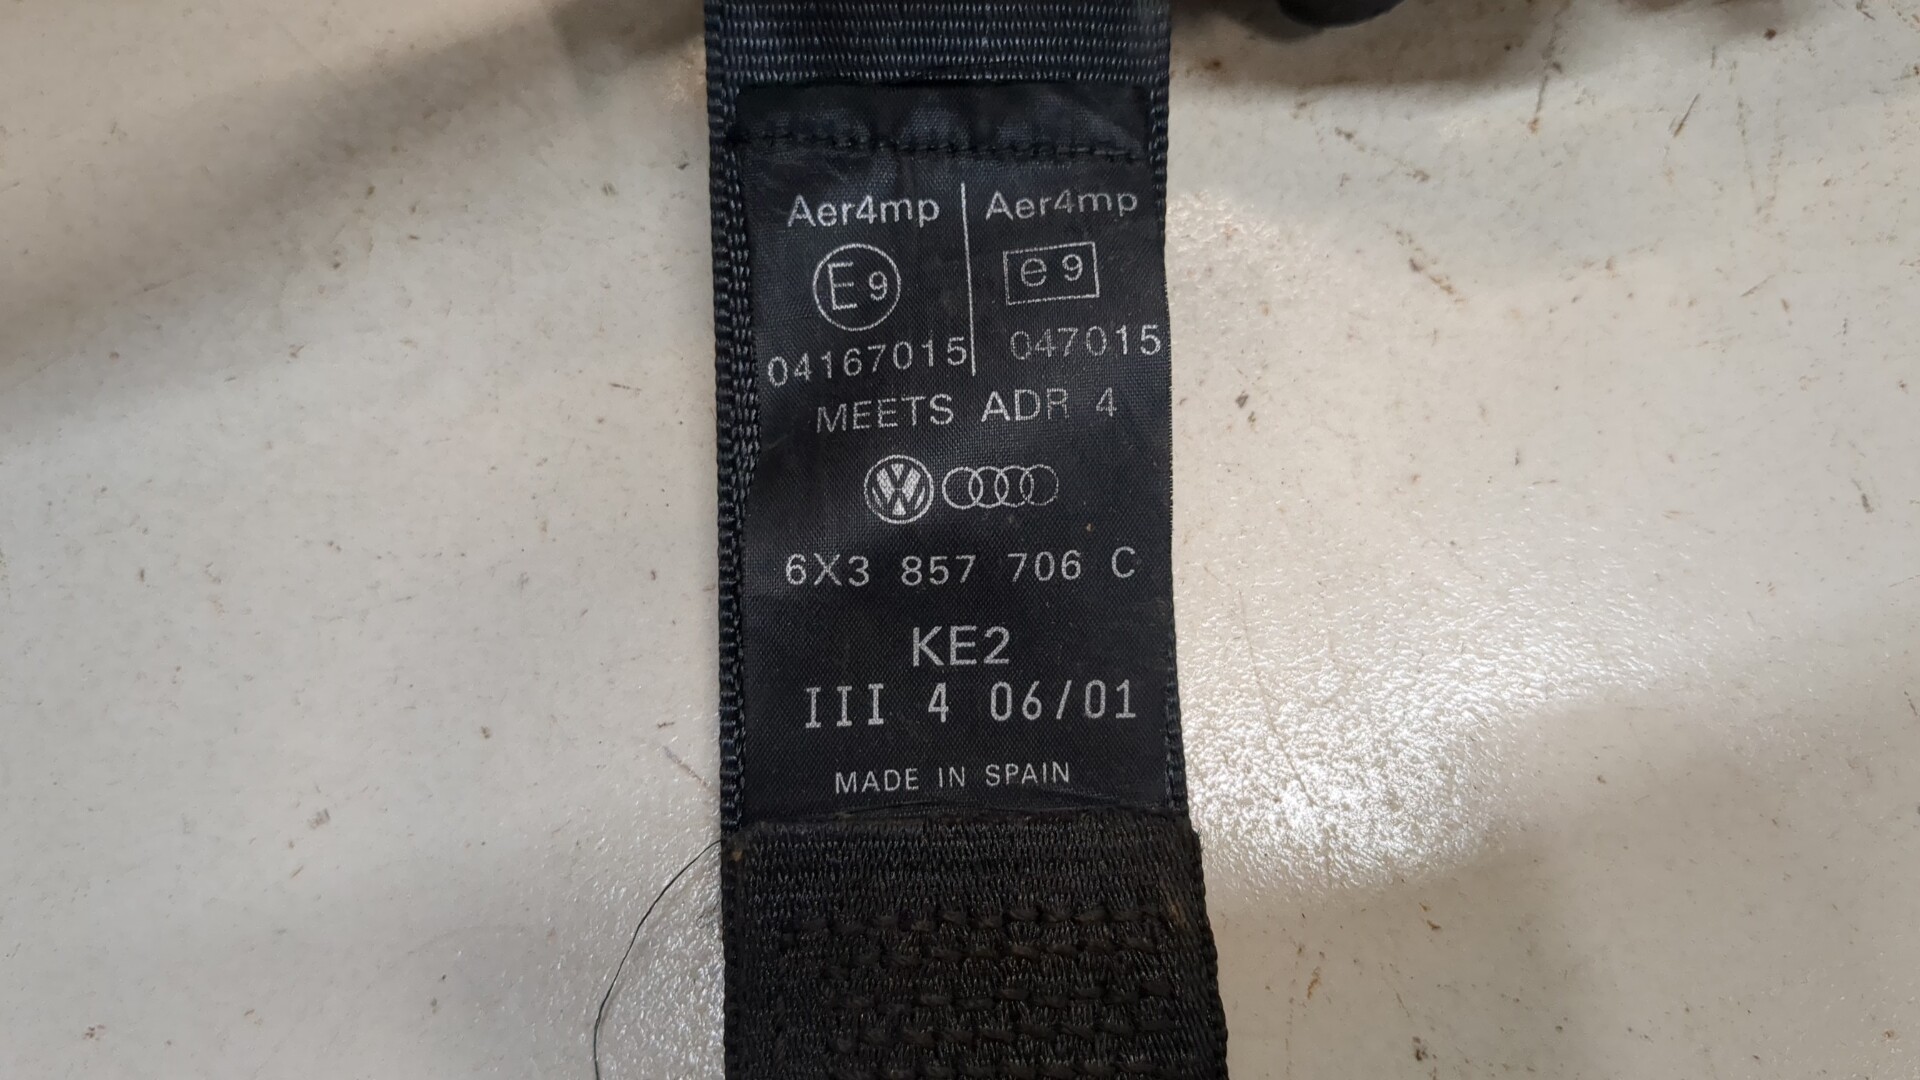 Aer4mp Aer4mp
E9 e9
04167015 047015
MEETS ADR 4
6X3 857 706 C
KE2
III 4 06/01
MADE IN SPAIN